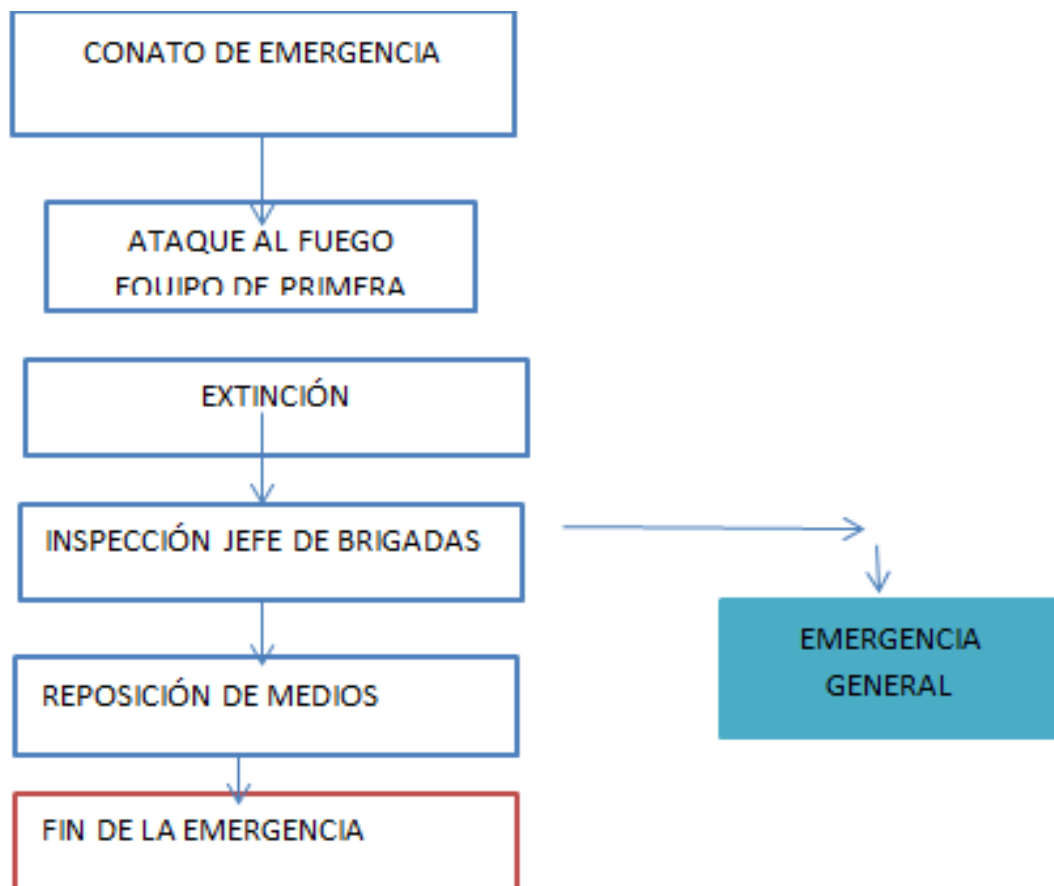 CONATO DE EMERGENCIA
ATAQUE AL FUEGO
EQUIPO DE PRIMERA
EXTINCIÓN
INSPECCIÓN JEFE DE BRIGADAS
REPOSICIÓN DE MEDIOS
FIN DE LA EMERGENCIA
EMERGENCIA
GENERAL